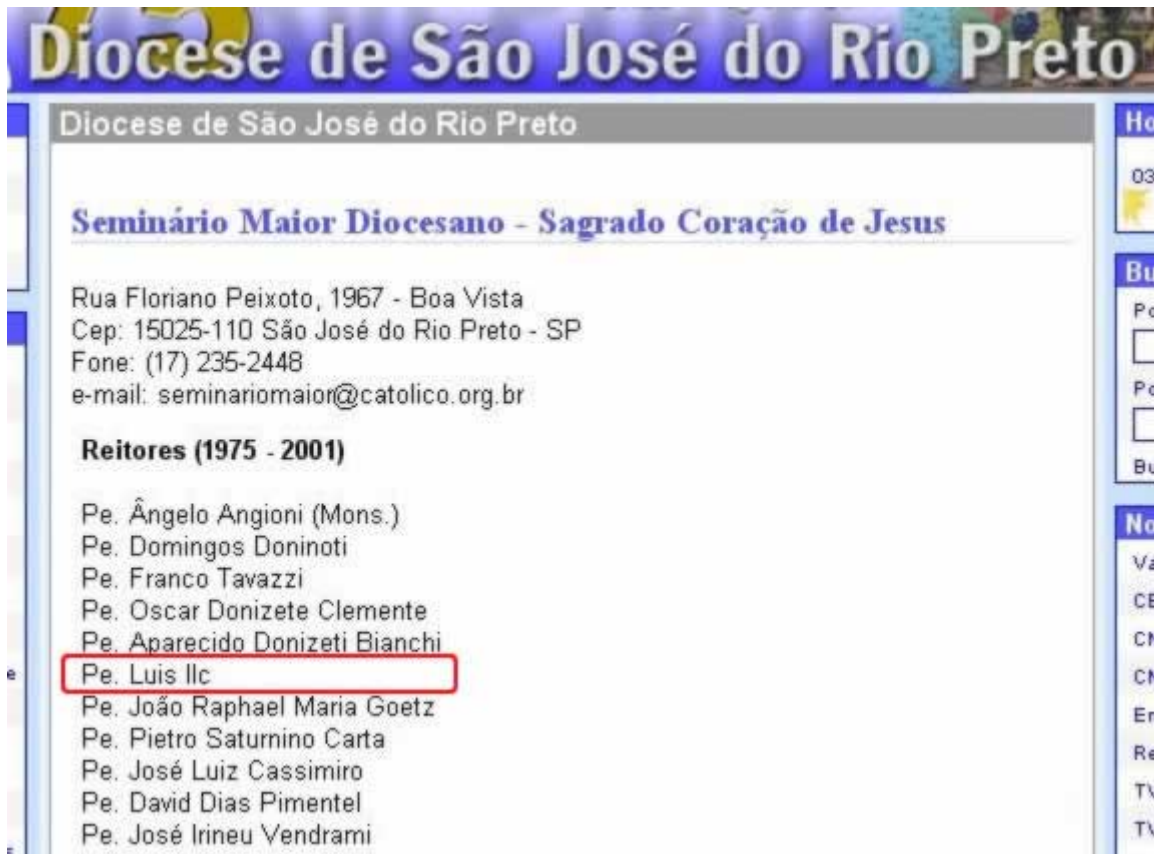 Diocese de São José do Rio Preto
Diocese de São José do Rio Preto
Seminário Maior Diocesano - Sagrado Coração de Jesus
Rua Floriano Peixoto, 1967 - Boa Vista
Cep: 15025-110 São José do Rio Preto - SP
Fone: (17) 235-2448
e-mail: seminariomaior@catolico.org.br
Reitores (1975 - 2001)
Pe. Ângelo Angioni (Mons.)
Pe. Domingos Doninoti
Pe. Franco Tavazzi
Pe. Oscar Donizete Clemente
Pe. Aparecido Donizeti Bianchi
Pe. Luis Ilc
Pe. João Raphael Maria Goetz
Pe. Pietro Saturnino Carta
Pe. José Luiz Cassimiro
Pe. David Dias Pimentel
Pe. José Irineu Vendrami